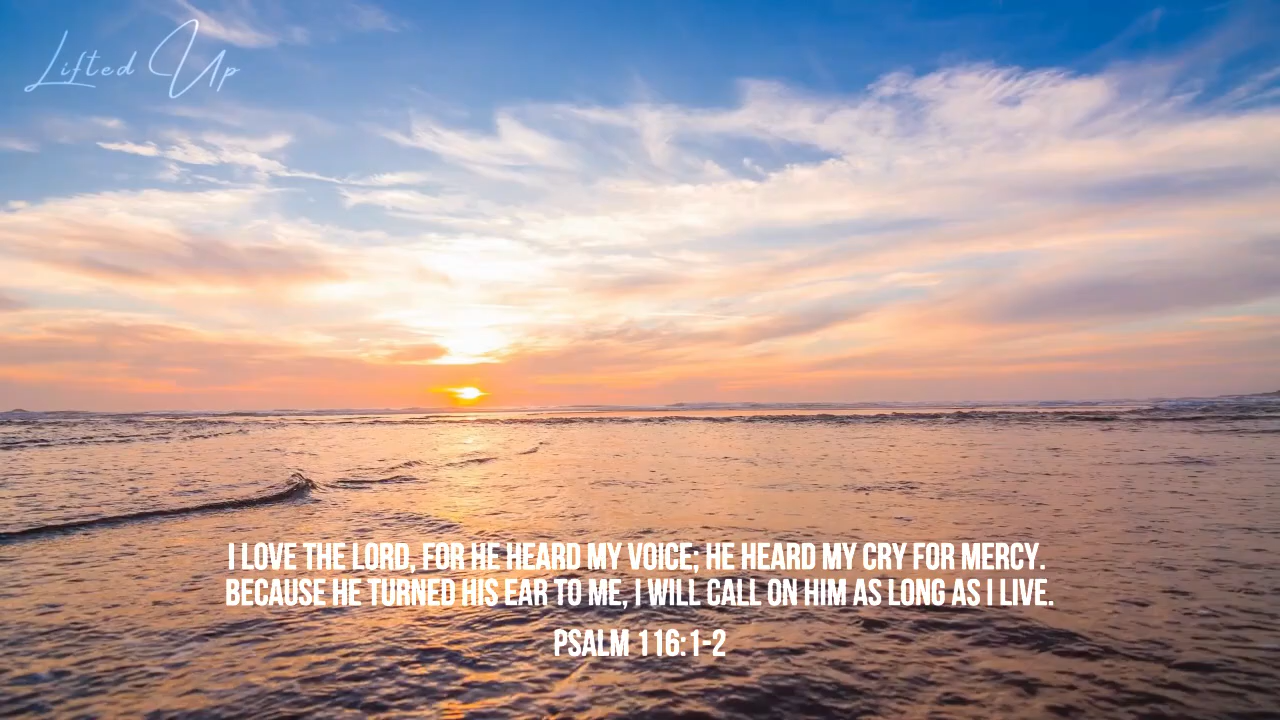 Lifted Up
I LOVE THE LORD, FOR HE HEARD MY VOICE; HE HEARD MY CRY FOR MERCY.
BECAUSE HE TURNED HIS EAR TO ME, I WILL CALL ON HIM AS LONG AS I LIVE.
PSALM 116:1-2